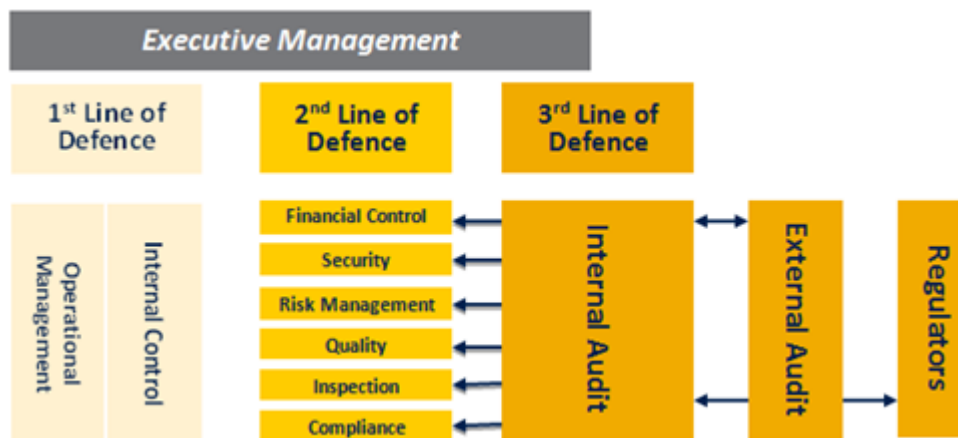 Executive Management
1st Line of
Defence
2nd Line of
Defence
3rd Line of
Defence
Operational
Management
Internal Control
Financial Control
Security
Risk Management
Quality
Inspection
Compliance
Internal Audit
External Audit
Regulators